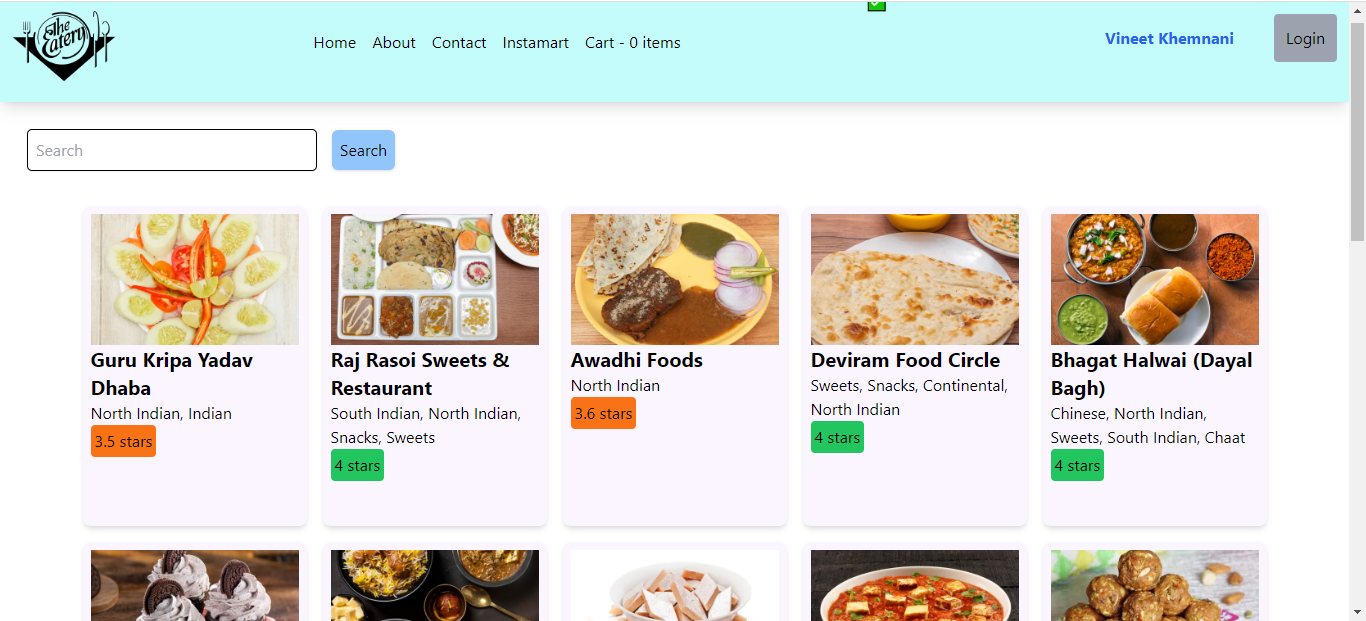 The
Eatery
Home About Contact Instamart Cart - 0 items
Vineet Khemnani
Login
Search
Search
Guru Kripa Yadav
Dhaba
North Indian, Indian
3.5 stars
Raj Rasoi Sweets &
Restaurant
South Indian, North Indian,
Snacks, Sweets
4 stars
Awadhi Foods
North Indian
3.6 stars
Deviram Food Circle
Sweets, Snacks, Continental,
North Indian
4 stars
Bhagat Halwai (Dayal
Bagh)
Chinese, North Indian,
Sweets, South Indian, Chaat
4 stars